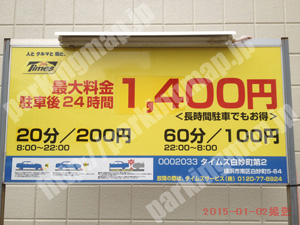 人と クルマと 街と。
Times
最大料金
駐車後24時間
1,400円
<長時間駐車でもお得>
20分/200円
8:00~22:00
60分/100円
22:00~8:00
0002033 タイムズ白妙町第2
横浜市南区白妙町5-64
タイムズサービス(株) 0120-77-8924
2015-01-02撮影
parkingmap.jp